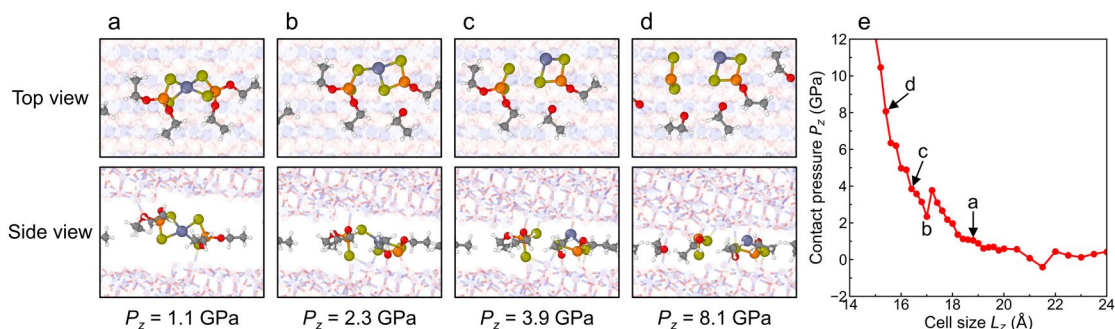 a
b
c
d
e
Top view
Side view
P_z = 1.1 GPa
P_z = 2.3 GPa
P_z = 3.9 GPa
P_z = 8.1 GPa
Contact pressure P_z (GPa)
12
10
8
6
4
2
0
−2
d
c
a
b
14 16 18 20 22 24
Cell size L_z (Å)